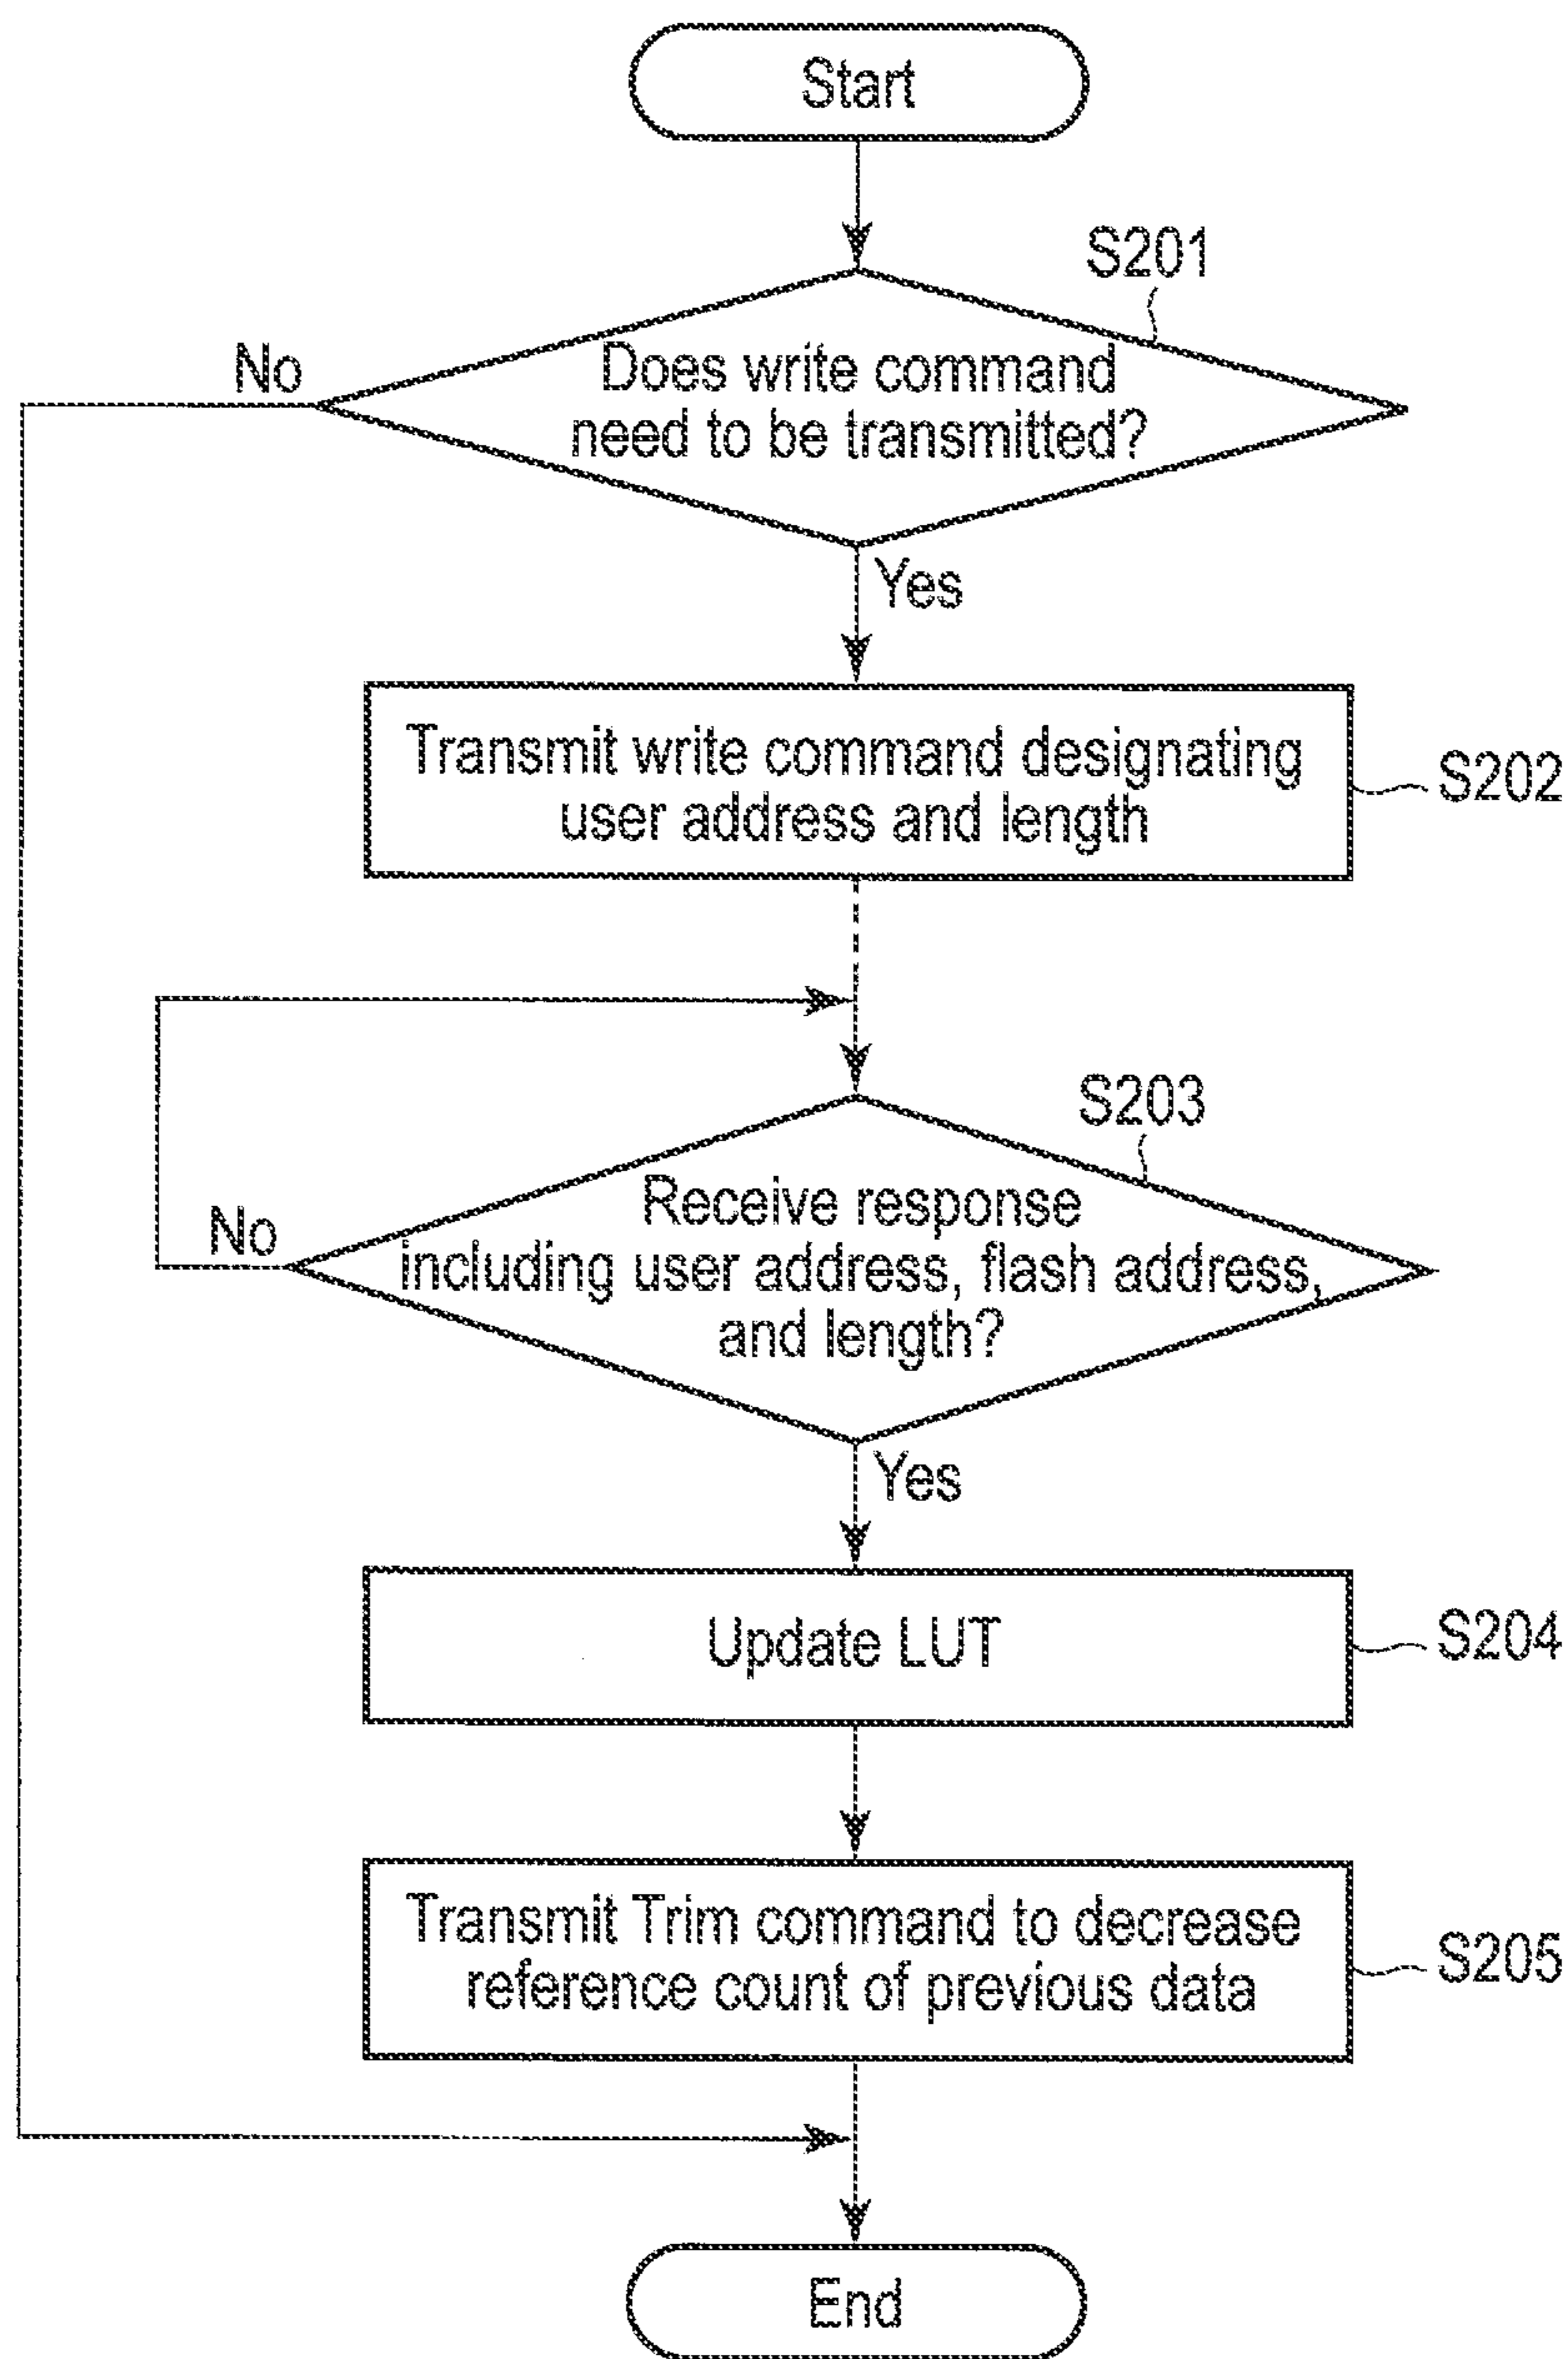 Start
S201
No
Does write command
need to be transmitted?
Yes
Transmit write command designating
user address and length
S202
S203
No
Receive response
including user address, flash address,
and length?
Yes
Update LUT
S204
Transmit Trim command to decrease
reference count of previous data
S205
End